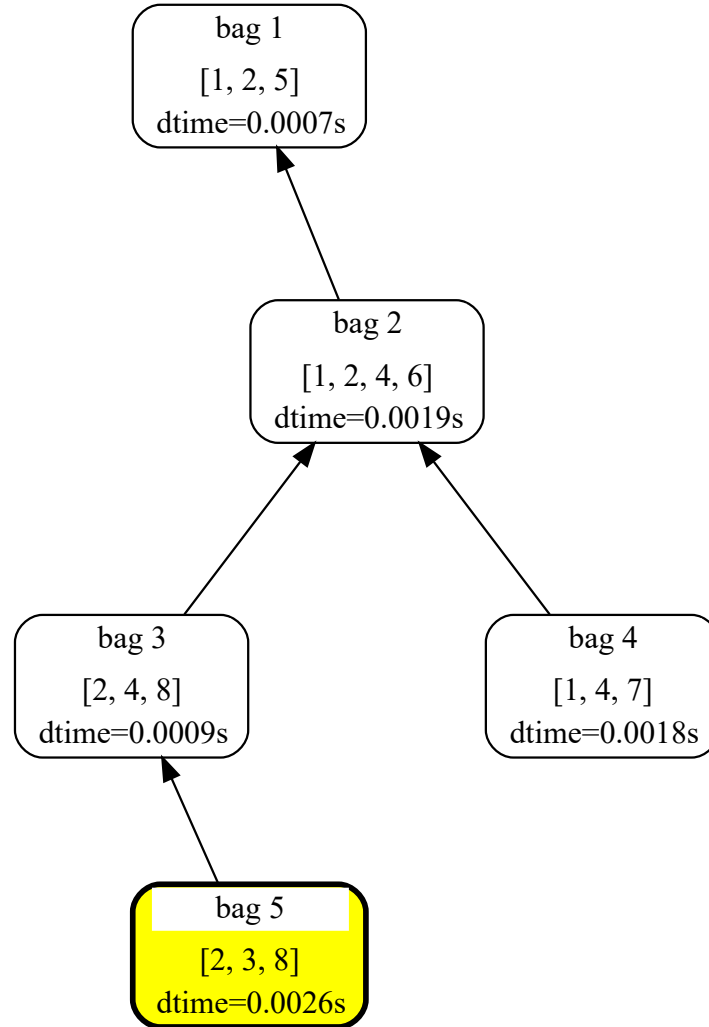 bag 1
[1, 2, 5]
dtime=0.0007s
bag 2
[1, 2, 4, 6]
dtime=0.0019s
bag 3
[2, 4, 8]
dtime=0.0009s
bag 4
[1, 4, 7]
dtime=0.0018s
bag 5
[2, 3, 8]
dtime=0.0026s